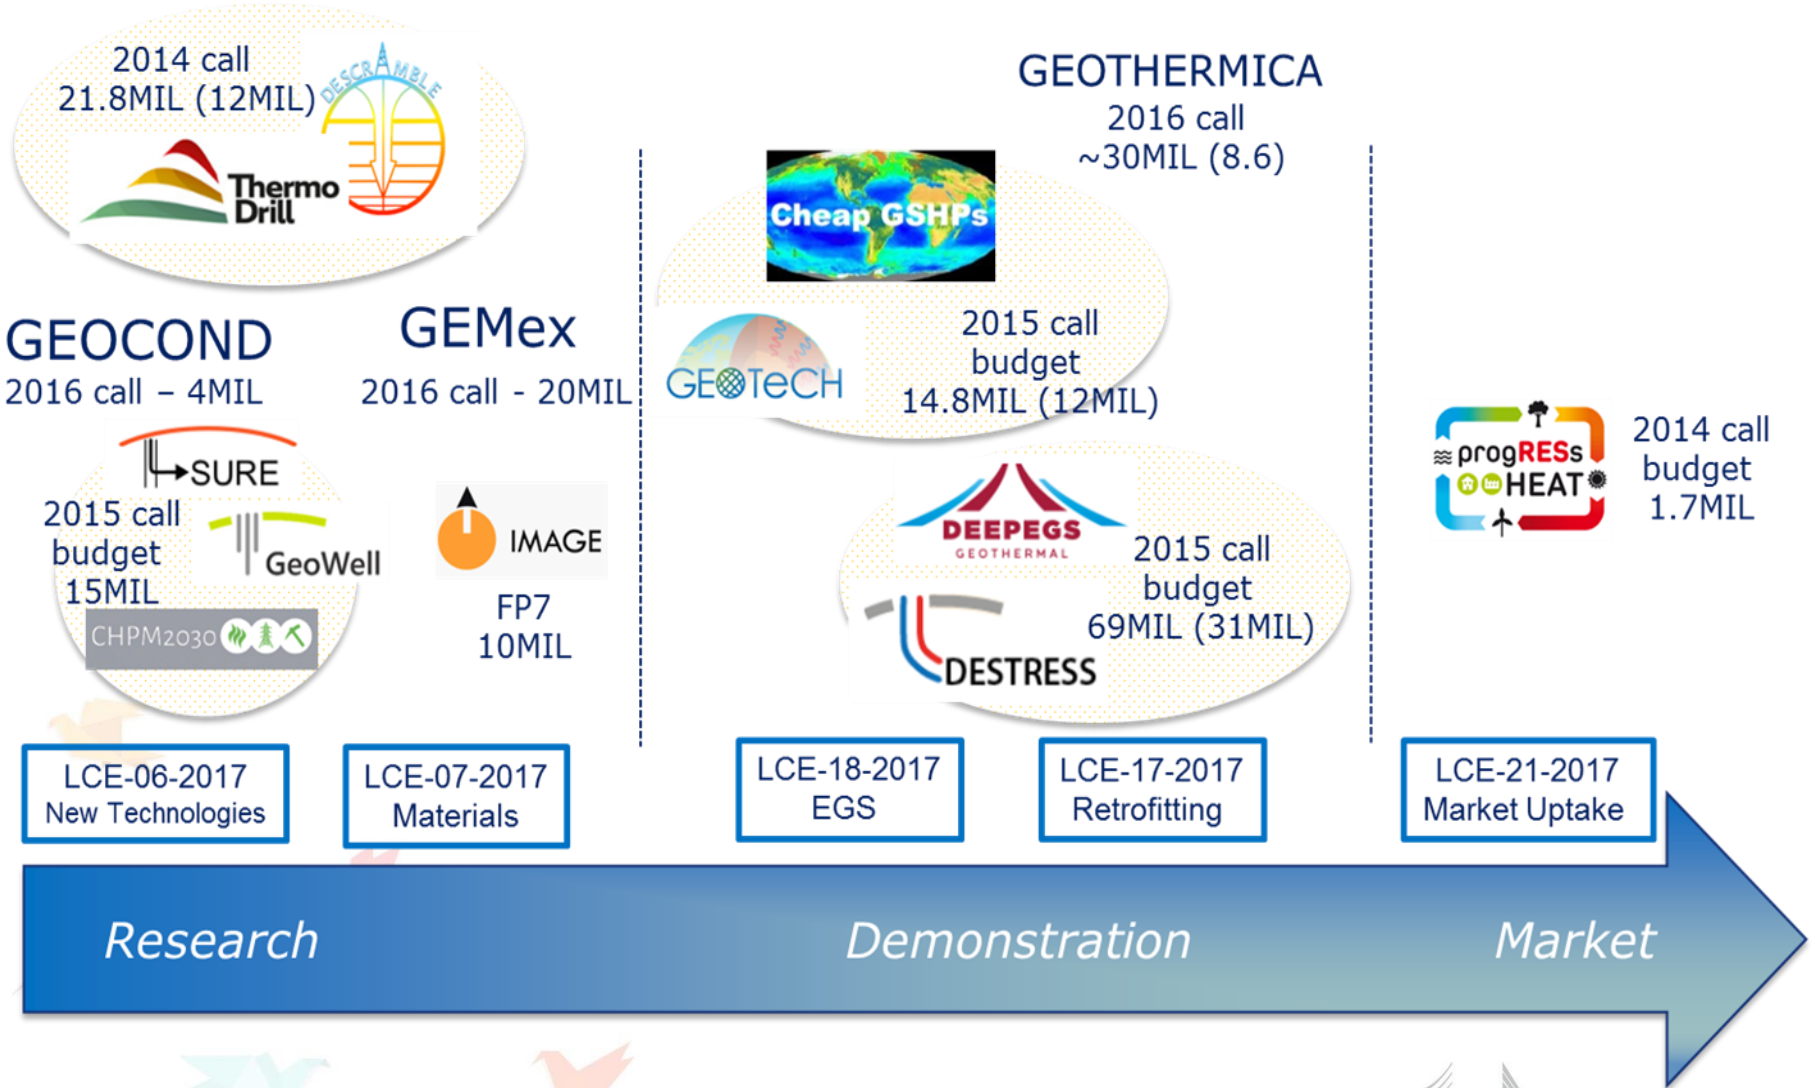 2014 call
21.8MIL (12MIL)
DESCRAMBLE
Thermo
Drill
GEOCOND
2016 call – 4MIL
GEMex
2016 call - 20MIL
SURE
2015 call
budget
15MIL
GeoWell
CHPM2030
IMAGE
FP7
10MIL
GEOTHERMICA
2016 call
~30MIL (8.6)
Cheap GSHPs
GEOTeCH
2015 call
budget
14.8MIL (12MIL)
DEEPEGS
GEOTHERMAL
2015 call
budget
69MIL (31MIL)
DESTRESS
progRESs
HEAT
2014 call
budget
1.7MIL
LCE-06-2017
New Technologies
LCE-07-2017
Materials
LCE-18-2017
EGS
LCE-17-2017
Retrofitting
LCE-21-2017
Market Uptake
Research
Demonstration
Market